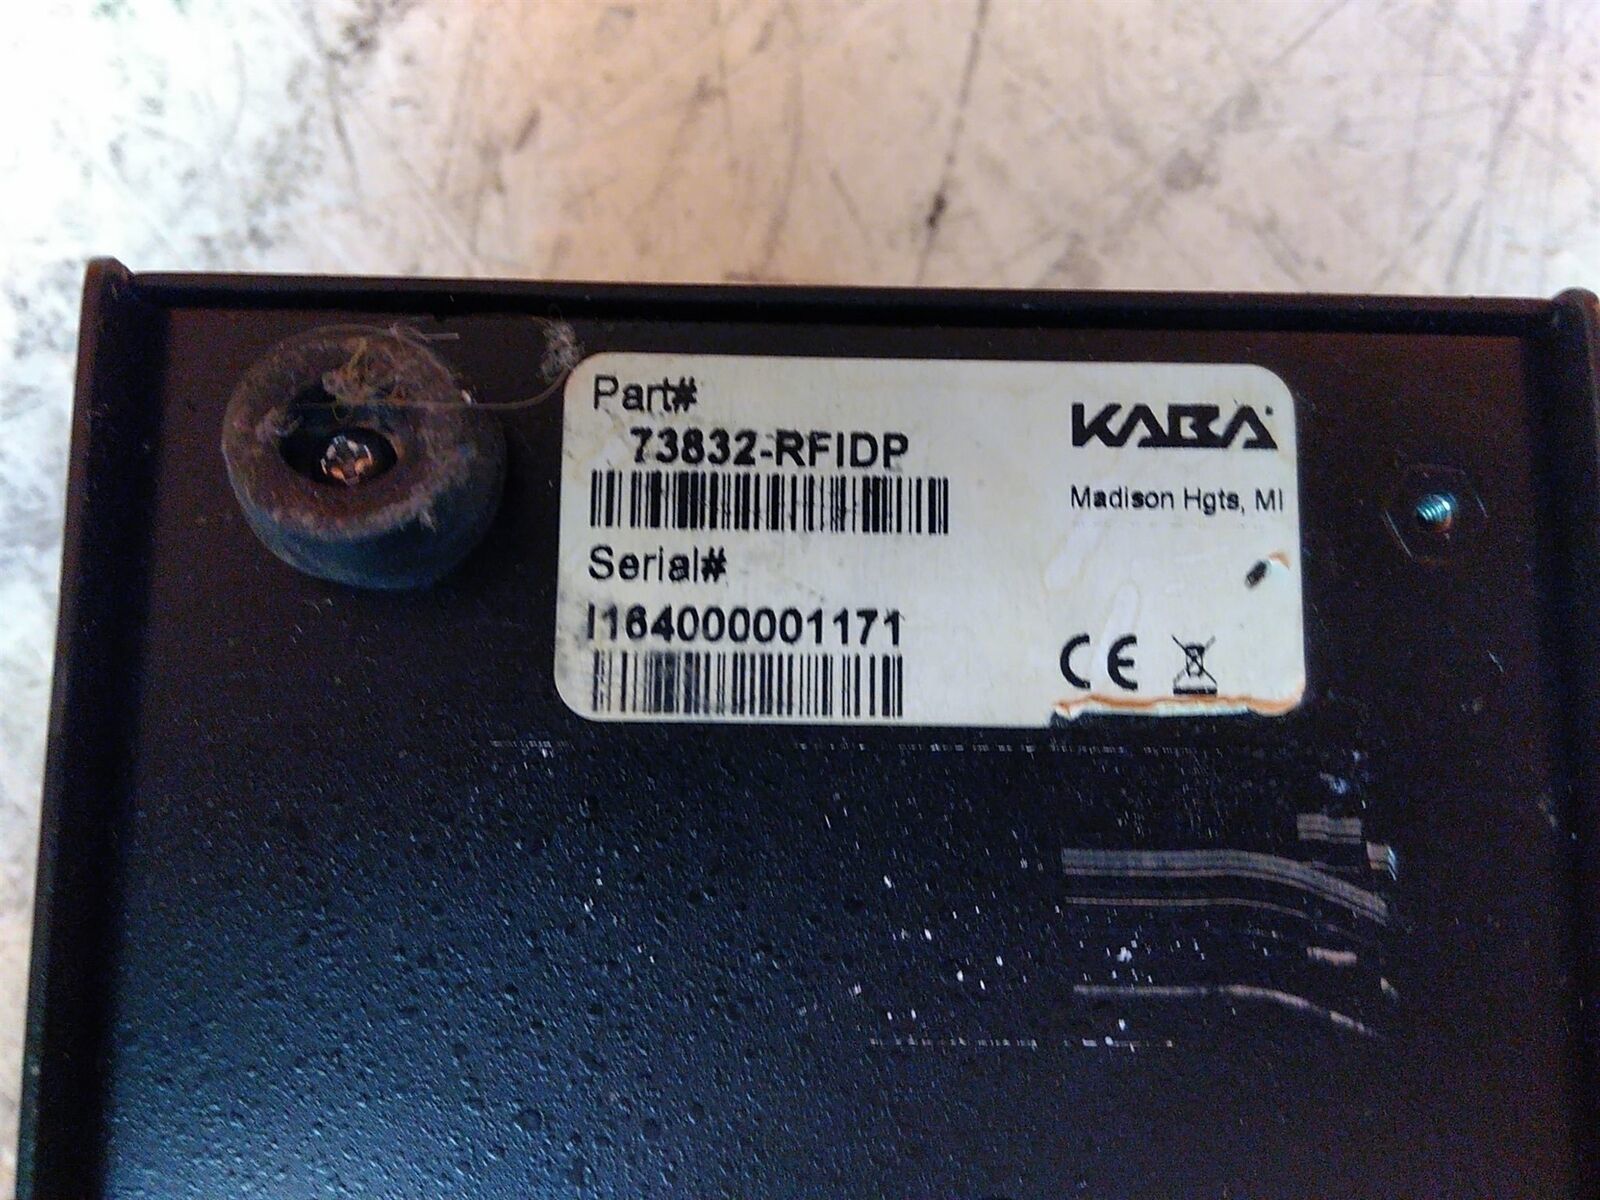 Part#
73832-RFIDP
KABA
Madison Hgts, MI
Serial#
I164000001171
CE